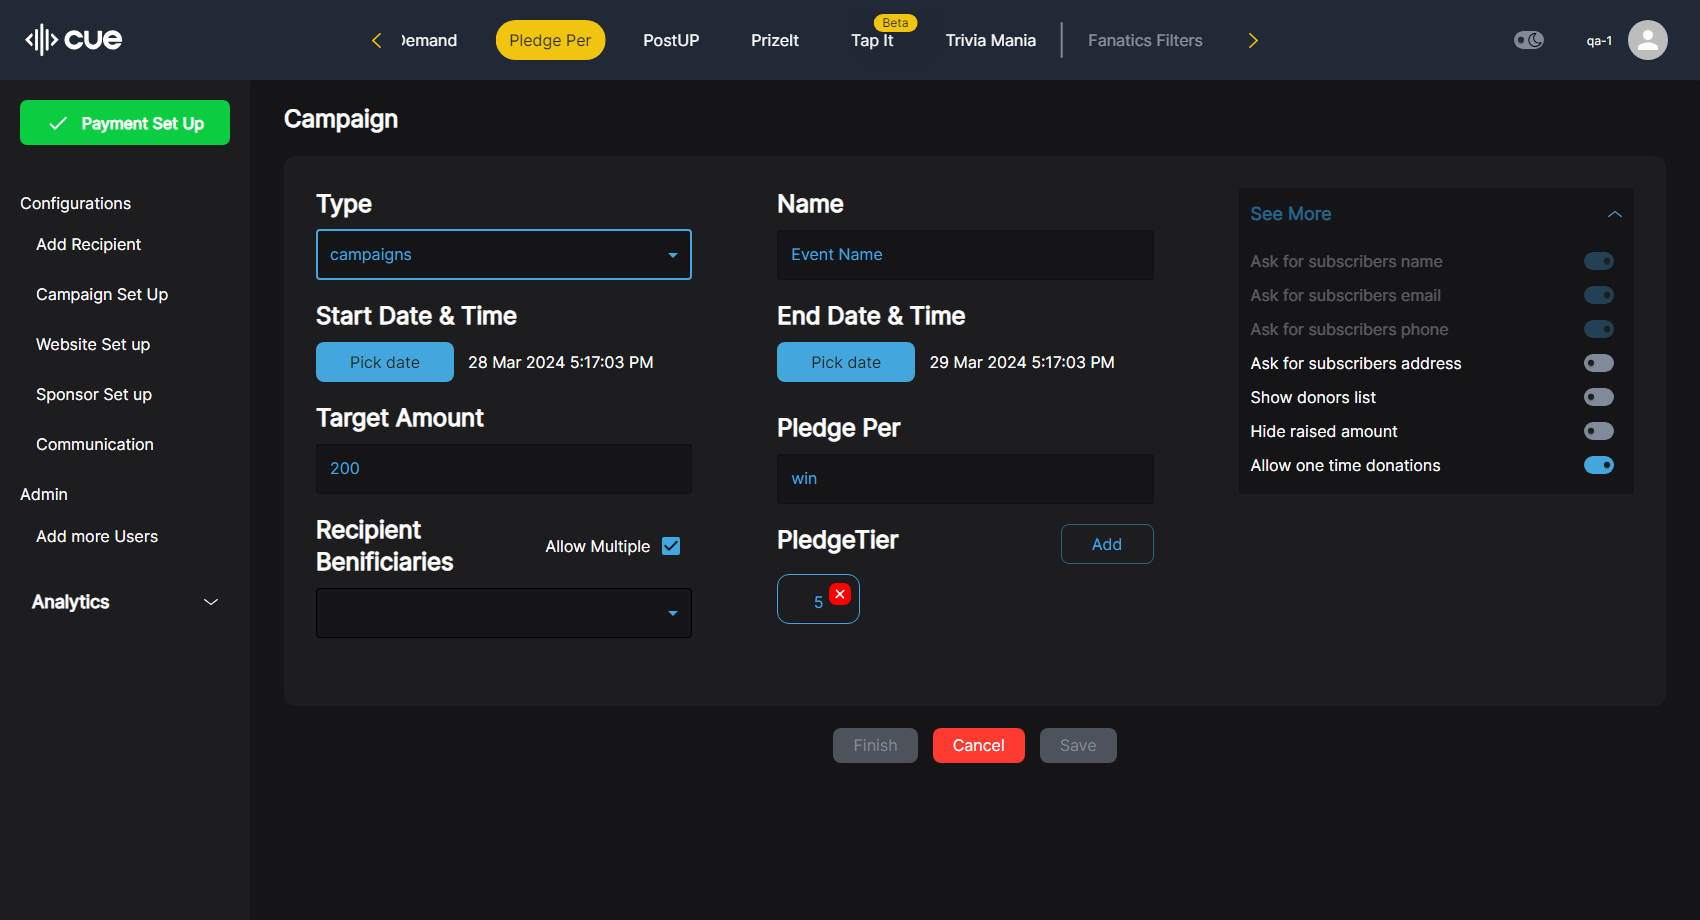 cue
Demand
Pledge Per
PostUP
PrizeIt
Beta
Tap It
Trivia Mania
Fanatics Filters
qa-1
Payment Set Up
Configurations
Add Recipient
Campaign Set Up
Website Set up
Sponsor Set up
Communication
Admin
Add more Users
Analytics
Campaign
Type
campaigns
Name
Event Name
Start Date & Time
Pick date
28 Mar 2024 5:17:03 PM
End Date & Time
Pick date
29 Mar 2024 5:17:03 PM
Target Amount
200
Pledge Per
win
Recipient
Benificiaries
Allow Multiple
PledgeTier
Add
5
See More
Ask for subscribers name
Ask for subscribers email
Ask for subscribers phone
Ask for subscribers address
Show donors list
Hide raised amount
Allow one time donations
Finish
Cancel
Save